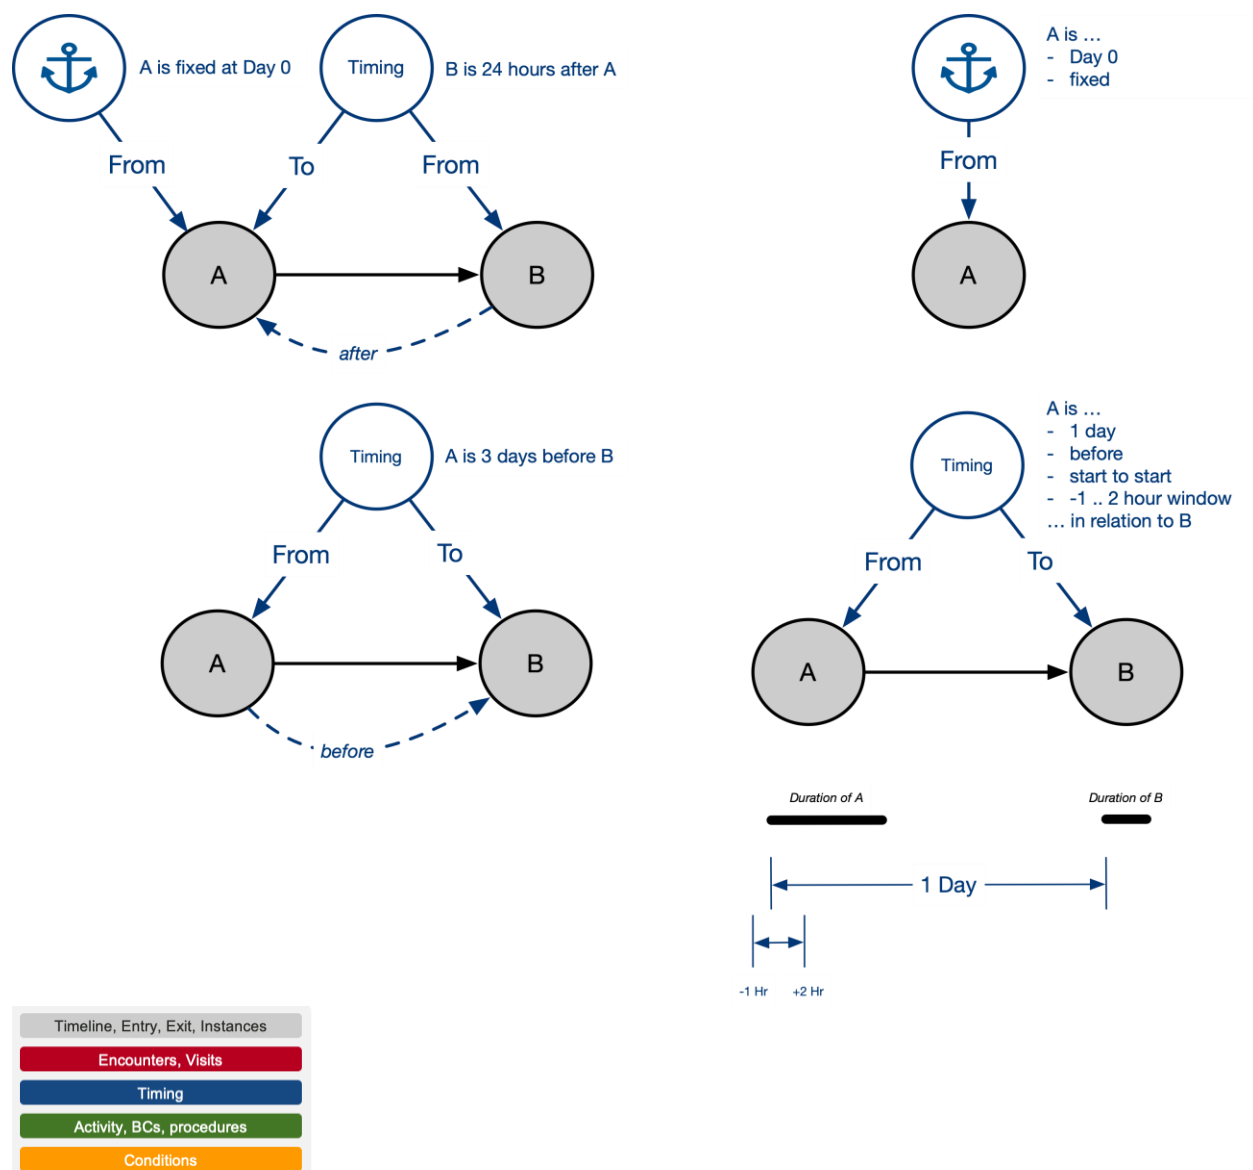 A is fixed at Day 0
Timing
B is 24 hours after A
From
To
From
A
B
after
A is ...
- Day 0
- fixed
From
A
Timing
A is 3 days before B
From
To
A
B
before
Timing
A is ...
- 1 day
- before
- start to start
- -1 .. 2 hour window
... in relation to B
From
To
A
B
Duration of A
Duration of B
1 Day
-1 Hr
+2 Hr
Timeline, Entry, Exit, Instances
Encounters, Visits
Timing
Activity, BCs, procedures
Conditions